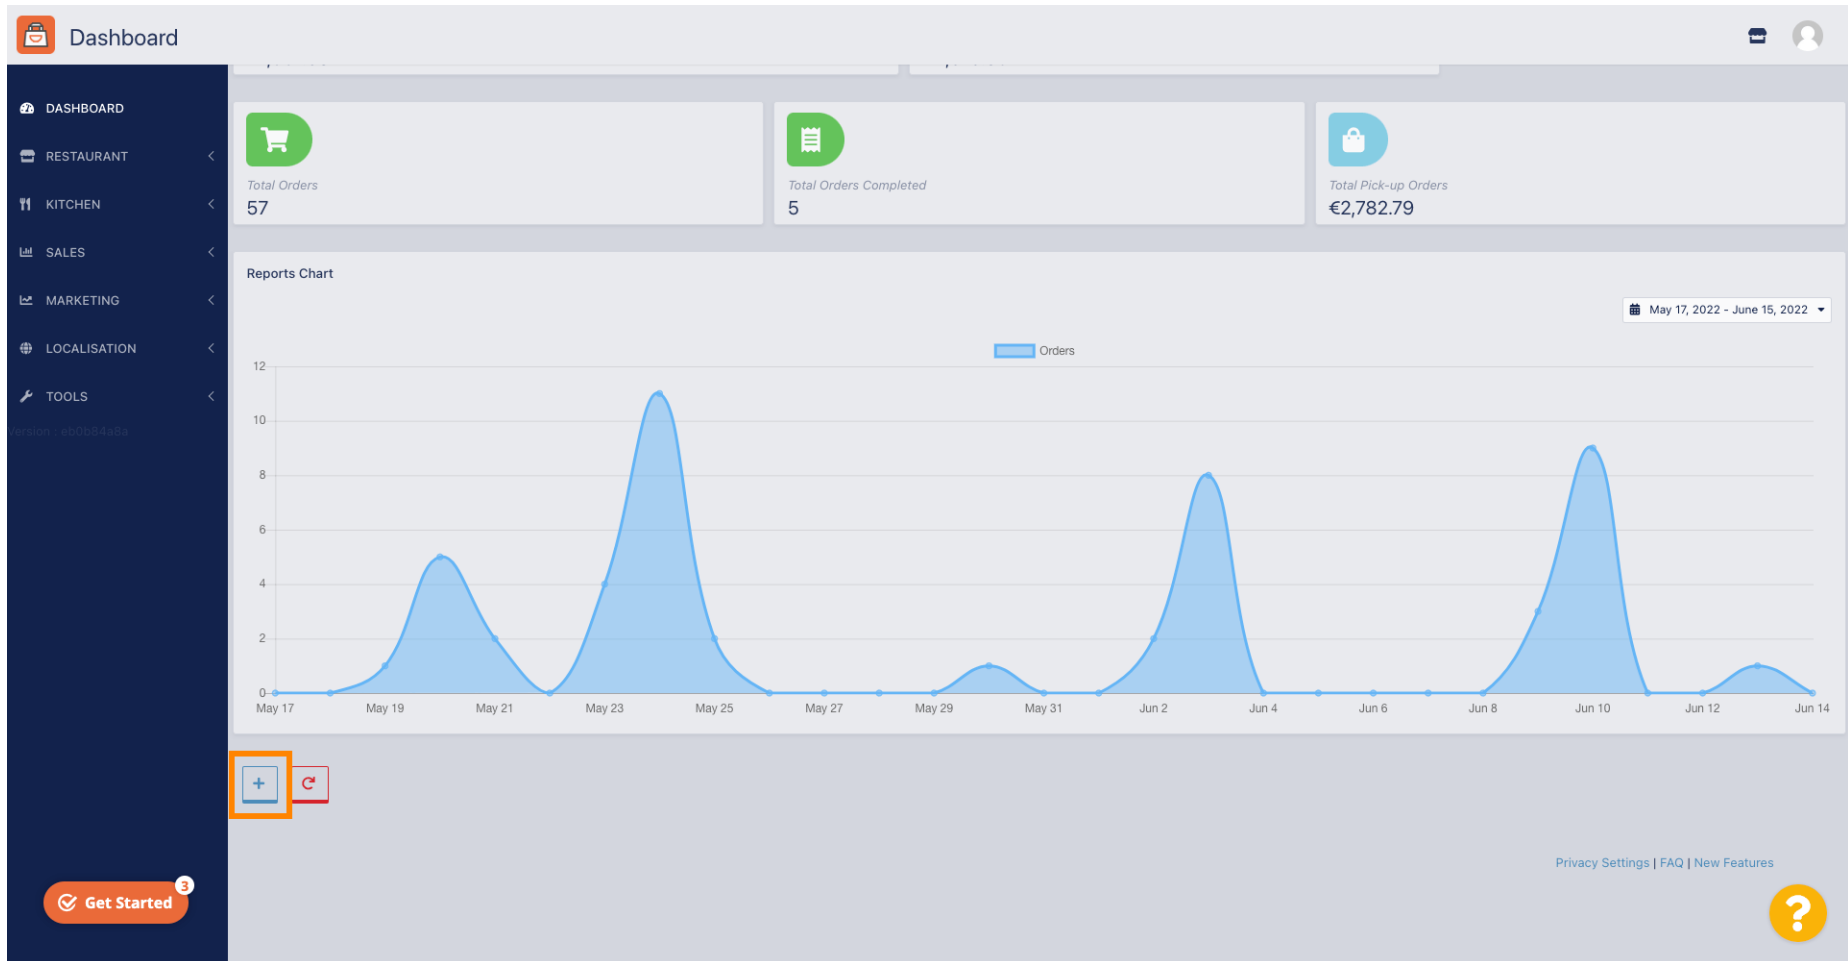 Dashboard
DASHBOARD
RESTAURANT
KITCHEN
SALES
MARKETING
LOCALISATION
TOOLS
Version : eb0b84a8a
Get Started
3
Total Orders
57
Total Orders Completed
5
Total Pick-up Orders
€2,782.79
Reports Chart
May 17, 2022 - June 15, 2022
Orders
12
10
8
6
4
2
0
May 17 May 19 May 21 May 23 May 25 May 27 May 29 May 31 Jun 2 Jun 4 Jun 6 Jun 8 Jun 10 Jun 12 Jun 14
Privacy Settings | FAQ | New Features
?